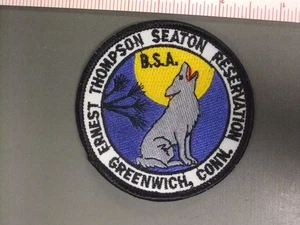 ERNEST THOMPSON SEATON RESERVATION
B.S.A.
GREENWICH, CONN.